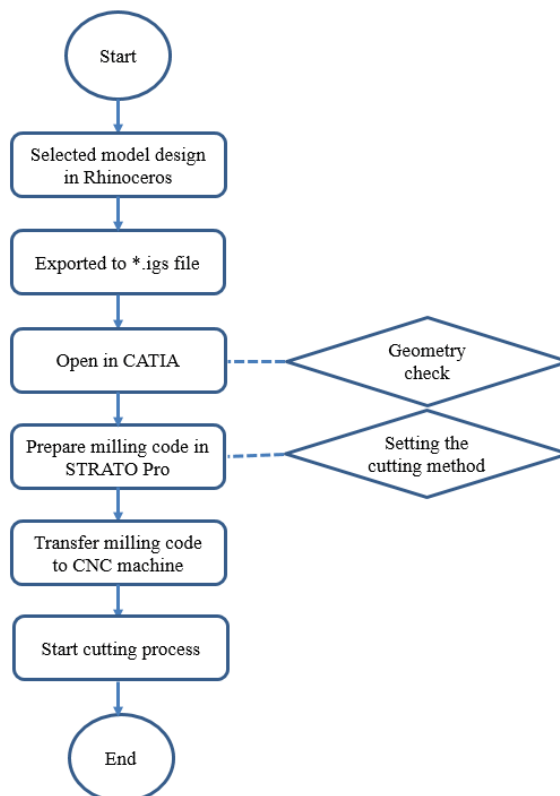 Start
Selected model design
in Rhinoceros
Exported to *.igs file
Open in CATIA
Geometry
check
Prepare milling code in
STRATO Pro
Setting the
cutting method
Transfer milling code
to CNC machine
Start cutting process
End